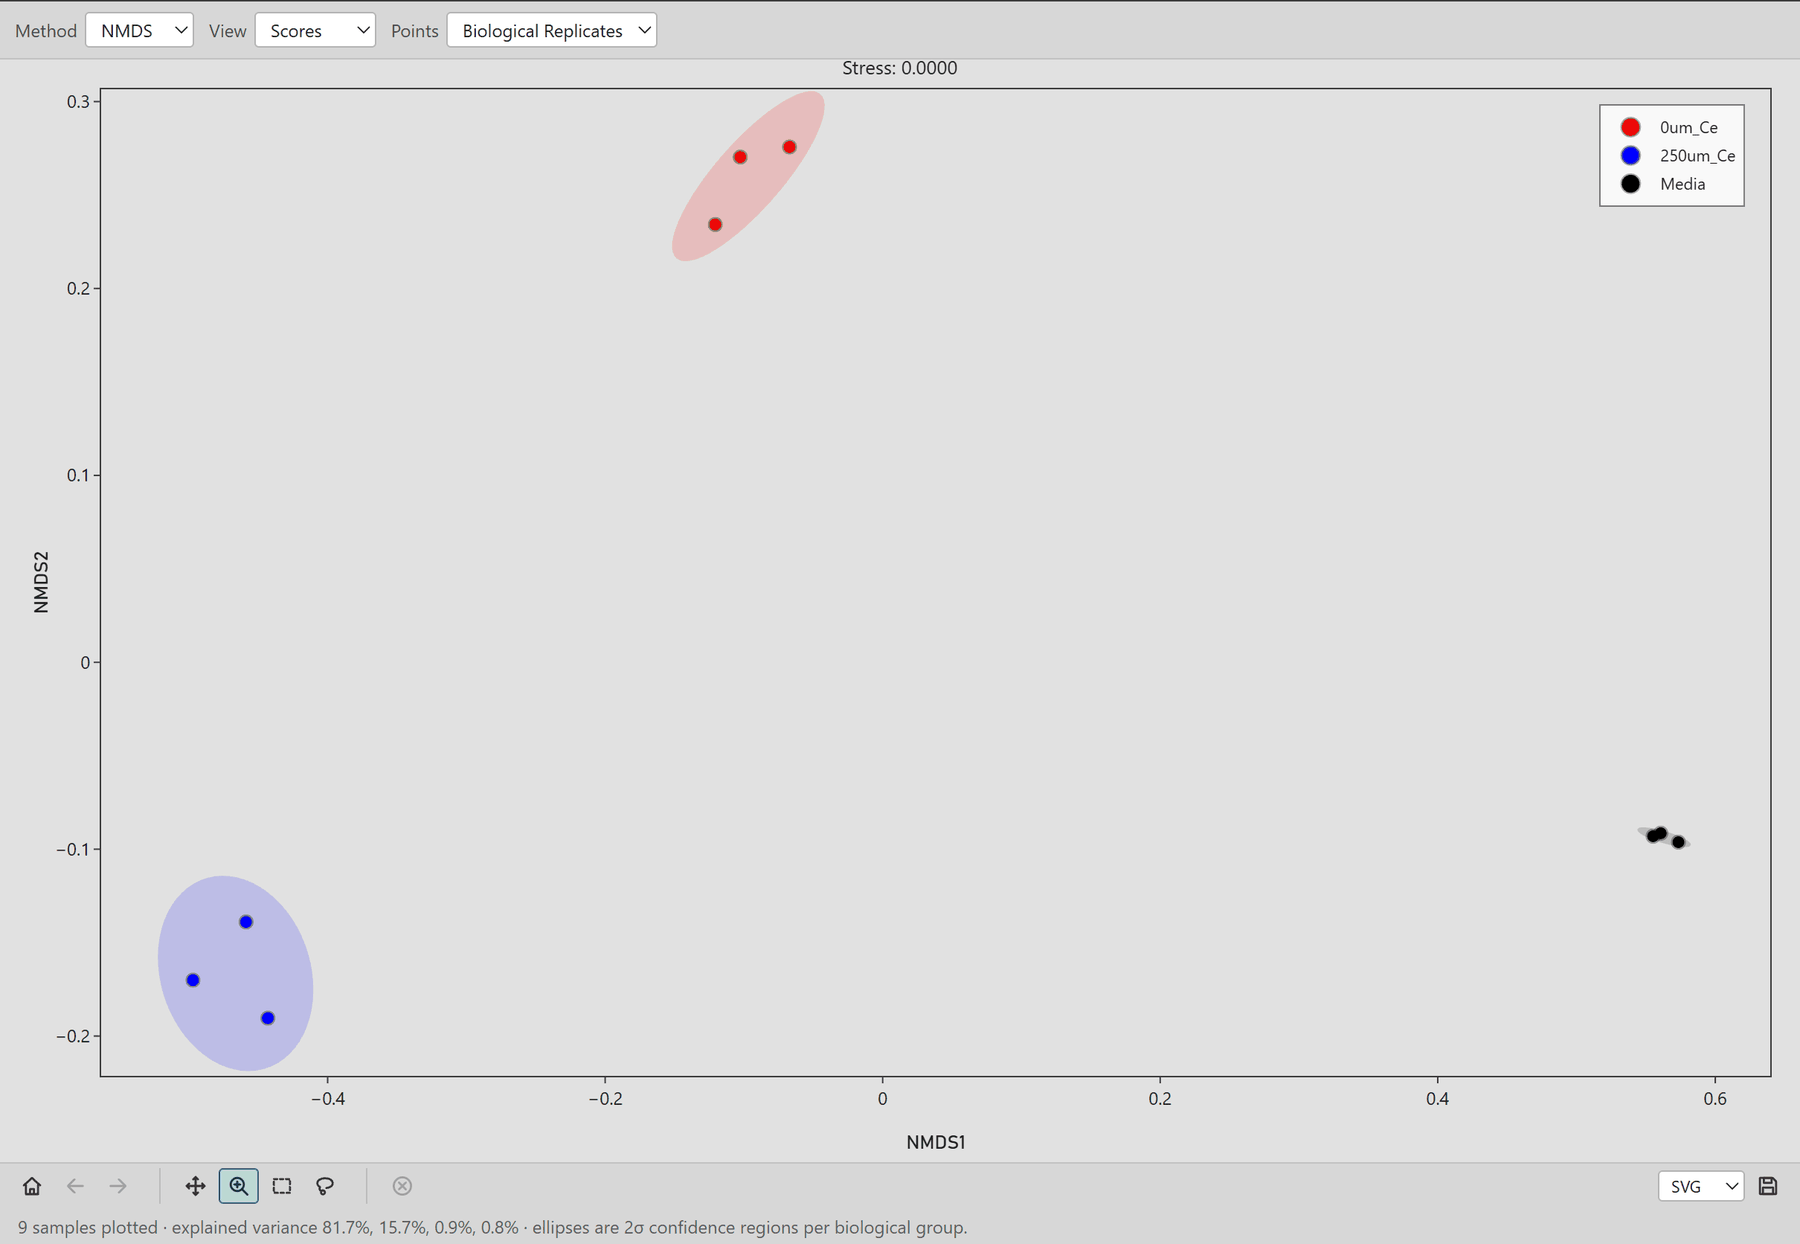 Method NMDS View Scores Points Biological Replicates
Stress: 0.0000
0.3
0.2
0.1
0
−0.1
−0.2
NMDS2
0um_Ce
250um_Ce
Media
−0.4 −0.2 0 0.2 0.4 0.6
NMDS1
SVG
9 samples plotted · explained variance 81.7%, 15.7%, 0.9%, 0.8% · ellipses are 2σ confidence regions per biological group.